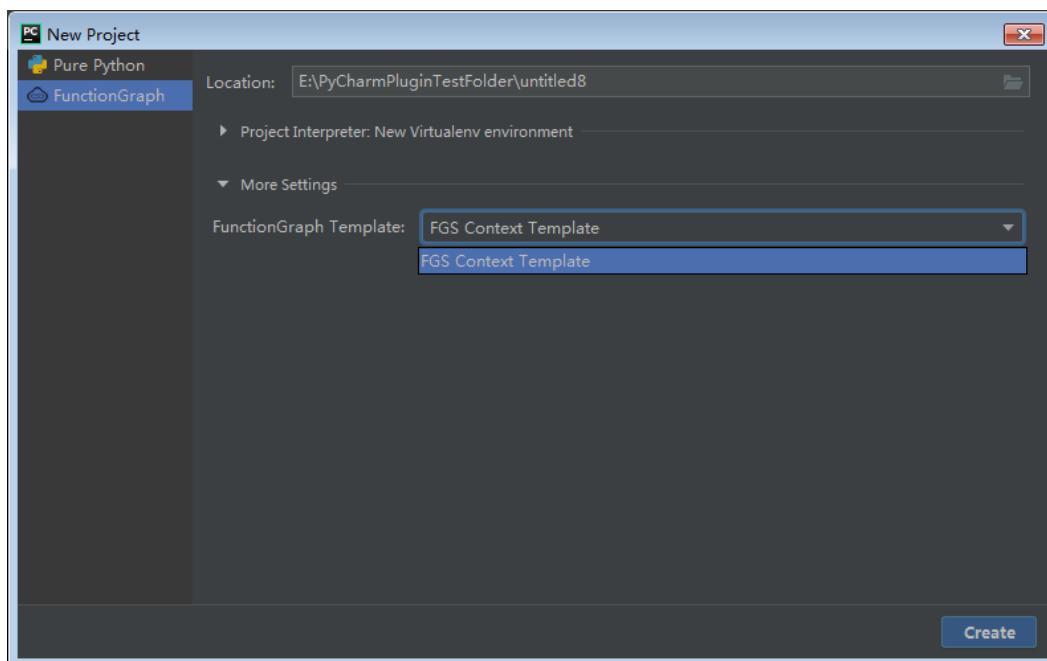 PC New Project
Pure Python
FunctionGraph
Location: E:\PyCharmPluginTestFolder\untitled8
Project Interpreter: New Virtualenv environment
More Settings
FunctionGraph Template: FGS Context Template
FGS Context Template
Create